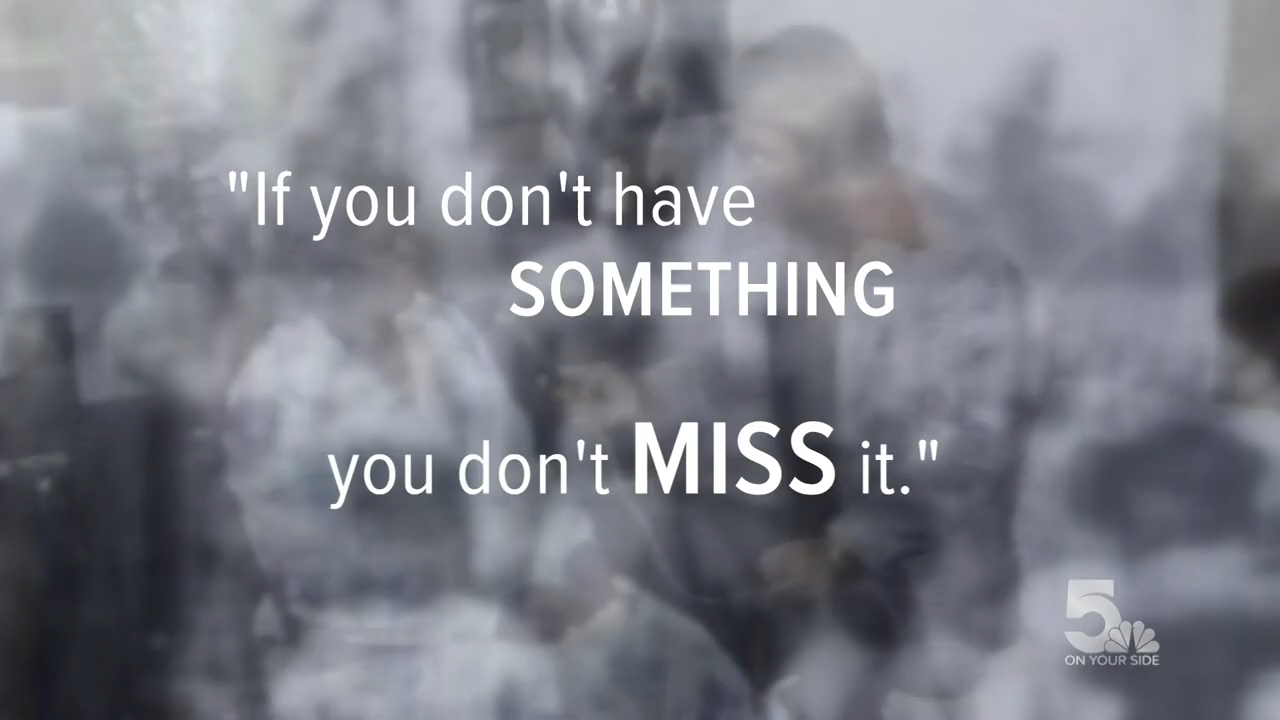 "If you don't have
SOMETHING
you don't MISS it."
5
ON YOUR SIDE